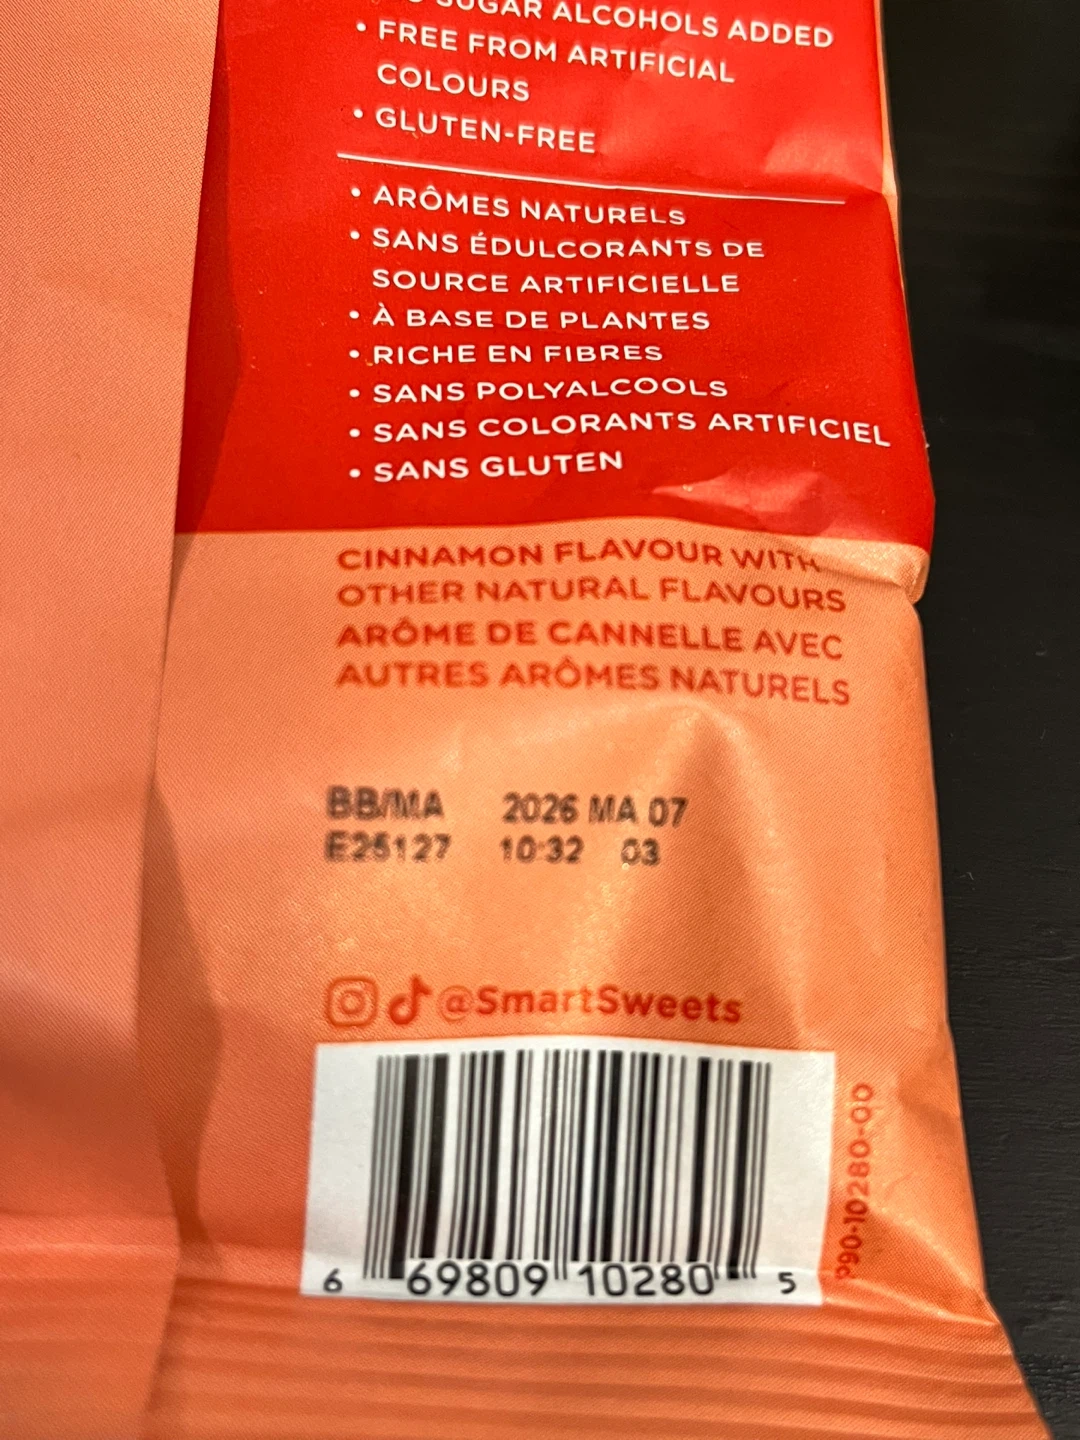 SUGAR ALCOHOLS ADDED
• FREE FROM ARTIFICIAL
COLOURS
• GLUTEN-FREE
• ARÔMES NATURELS
• SANS ÉDULCORANTS DE
SOURCE ARTIFICIELLE
• À BASE DE PLANTES
• RICHE EN FIBRES
• SANS POLYALCOOLS
• SANS COLORANTS ARTIFICIEL
• SANS GLUTEN
CINNAMON FLAVOUR WITH
OTHER NATURAL FLAVOURS
ARÔME DE CANNELLE AVEC
AUTRES ARÔMES NATURELS
BB/MA 2026 MA 07
E25127 10:32 03
@SmartSweets
6 69809 10280 5
P90-10280-00